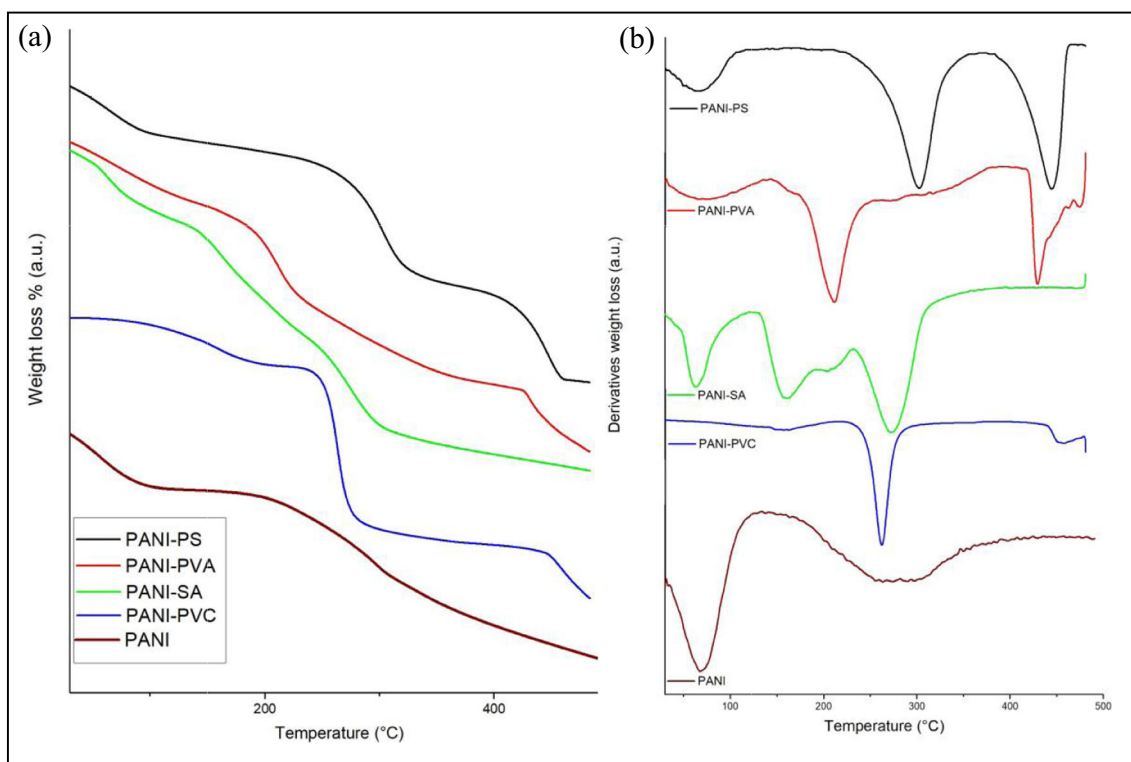 (a)
Weight loss % (a.u.)
PANI-PS
PANI-PVA
PANI-SA
PANI-PVC
PANI
200
400
Temperature (°C)
(b)
Derivatives weight loss (a.u.)
PANI-PS
PANI-PVA
PANI-SA
PANI-PVC
PANI
100
200
300
400
500
Temperature (°C)